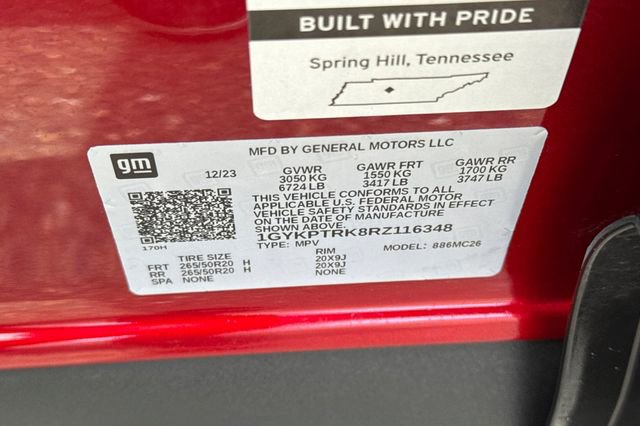 BUILT WITH PRIDE
Spring Hill, Tennessee
gm
MFD BY GENERAL MOTORS LLC
12/23
GVWR GAWR FRT GAWR RR
3050 KG 1550 KG 1700 KG
6724 LB 3417 LB 3747 LB
THIS VEHICLE CONFORMS TO ALL
APPLICABLE U.S. FEDERAL MOTOR
VEHICLE SAFETY STANDARDS IN EFFECT
ON THE DATE OF MANUFACTURE
SHOWN ABOVE.
1GYKPTRK8RZ116348
170H
TYPE: MPV MODEL: 886MC26
TIRE SIZE RIM
FRT 265/50R20 H 20X9J
RR 265/50R20 H 20X9J
SPA NONE NONE